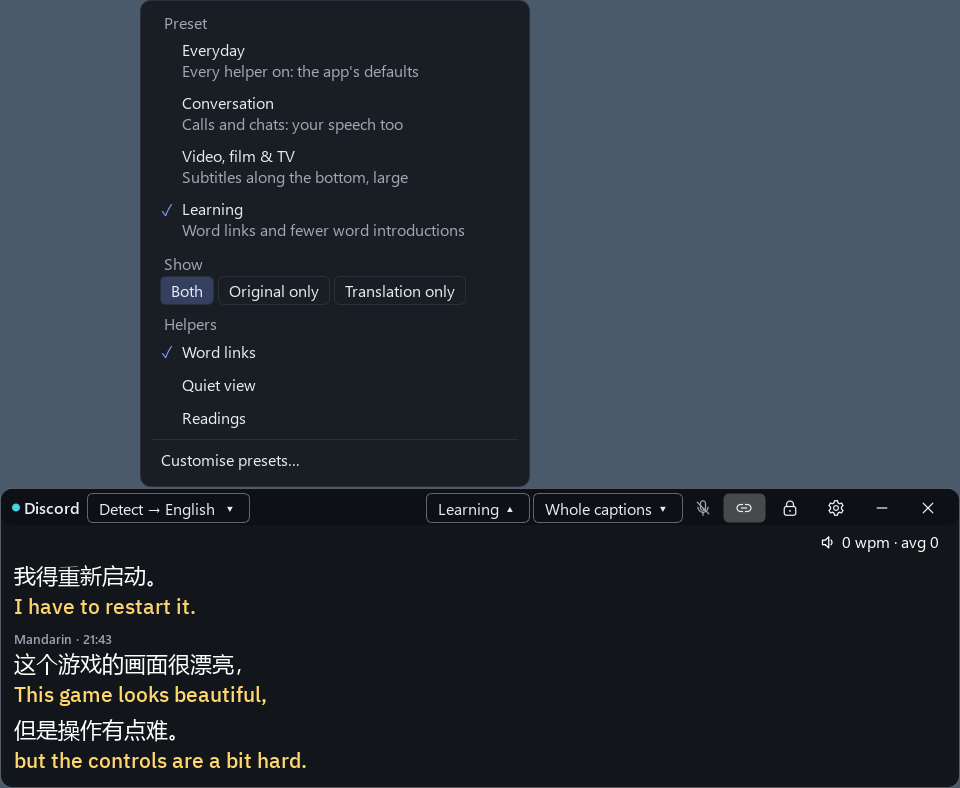 Preset
Everyday
Every helper on: the app's defaults
Conversation
Calls and chats: your speech too
Video, film & TV
Subtitles along the bottom, large
✓ Learning
Word links and fewer word introductions
Show
Both Original only Translation only
Helpers
✓ Word links
Quiet view
Readings
Customise presets...
Discord Detect → English ▼ Learning ▲ Whole captions ▼
0 wpm · avg 0
我得重新启动。
I have to restart it.
Mandarin · 21:43
这个游戏的画面很漂亮，
This game looks beautiful,
但是操作有点难。
but the controls are a bit hard.